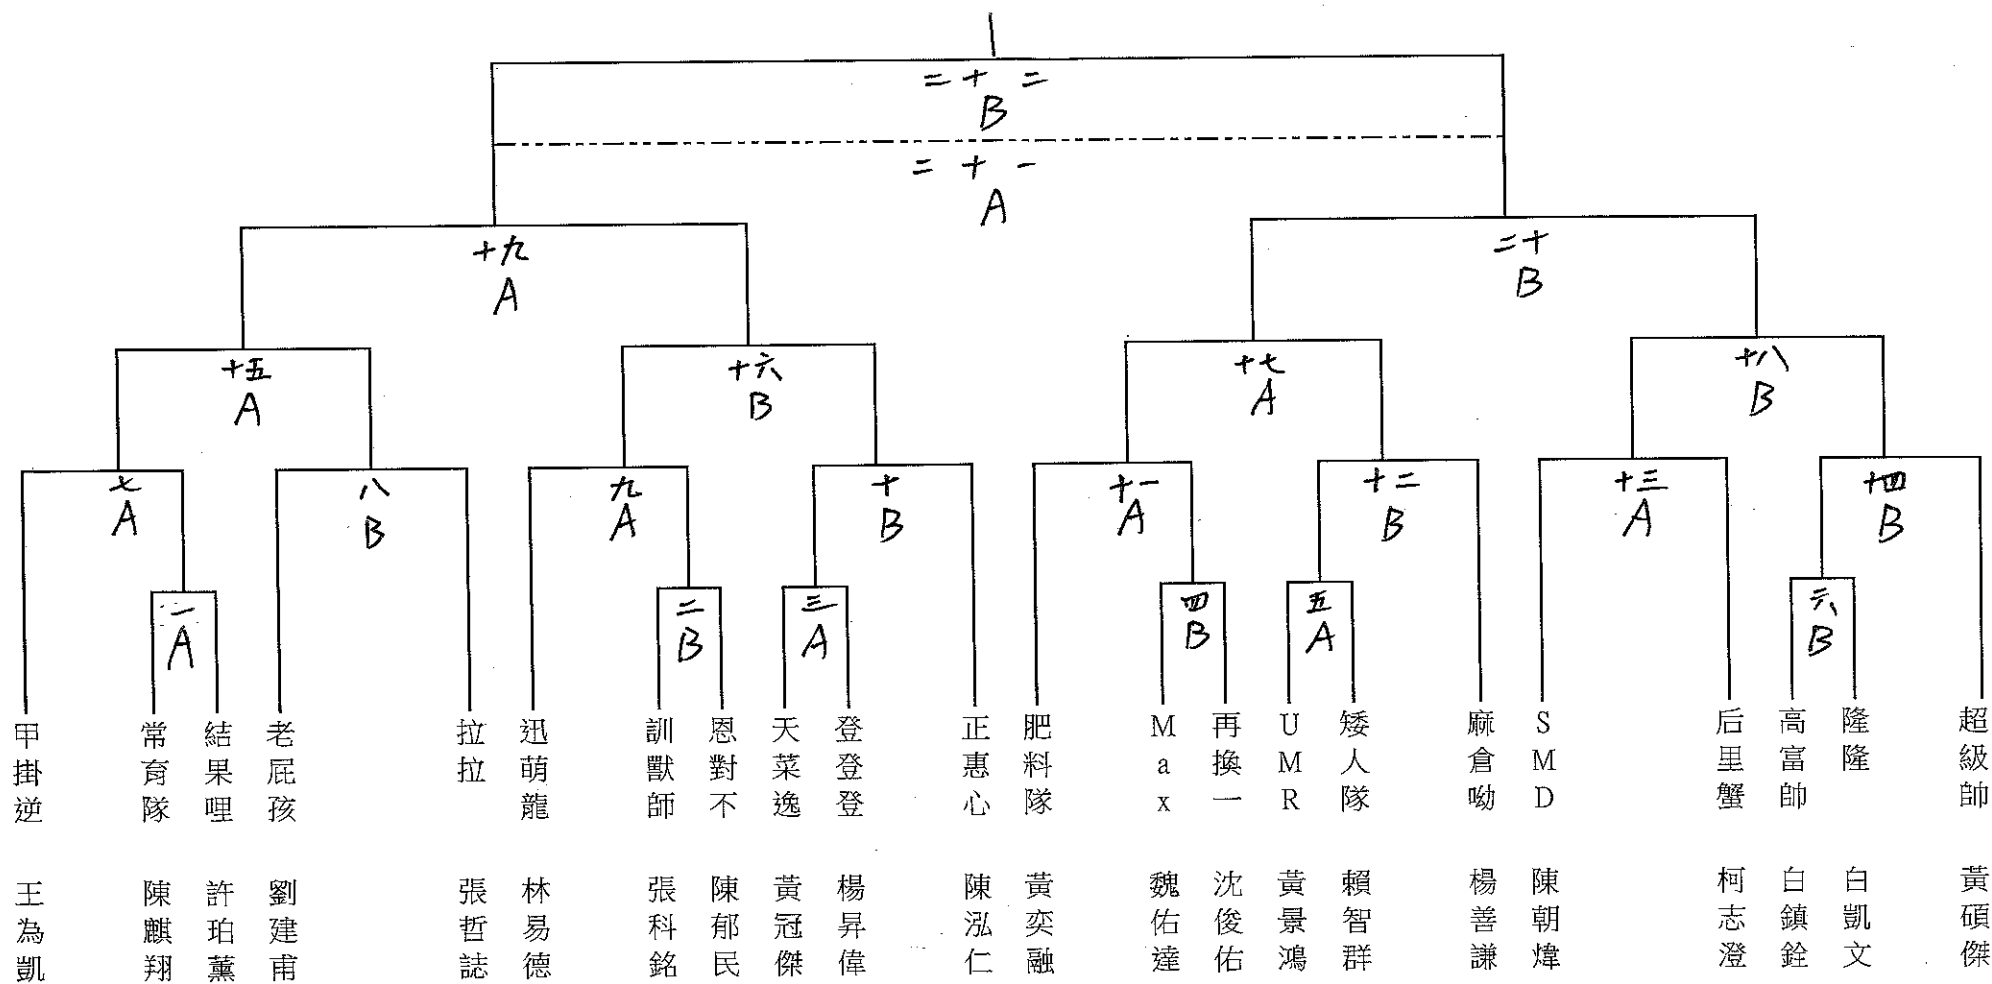 二十二
B
二十一
A
十九
A
二十
B
十五
A
十六
B
十七
A
十八
B
七
A
八
B
九
A
十
B
十一
A
十二
B
十三
A
十四
B
一
A
二
B
三
A
四
B
五
A
六
B
甲掛逆 王為凱
常育隊 陳麒翔
結果哩 許珀薰
老屁孩 劉建甫
拉拉 張哲誌
迅萌龍 林易德
訓獸師 張科銘
恩對不 陳郁民
天菜逸 黃冠傑
登登登 楊昇偉
正惠心 陳泓仁
肥料隊 黃奕融
Max 魏佑達
再換一 沈俊佑
UMR 黃景鴻
矮人隊 賴智群
麻倉呦 楊善謙
SMD 陳朝煒
后里蟹 柯志澄
高富帥 白鎮銓
隆隆 白凱文
超級帥 黃碩傑